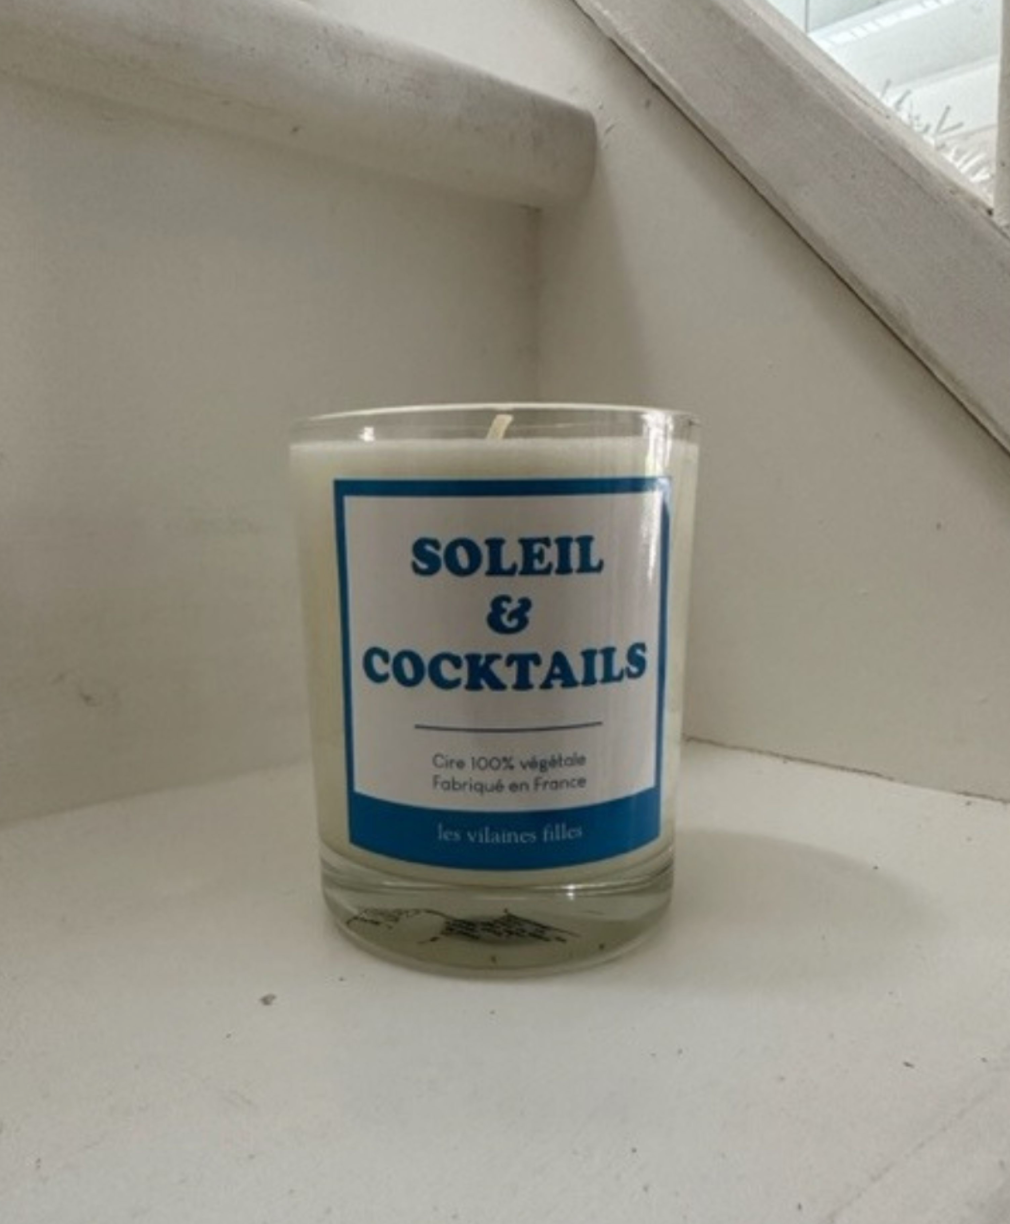 SOLEIL
&
COCKTAILS
Cire 100% végétale
Fabriqué en France
les vilaines filles